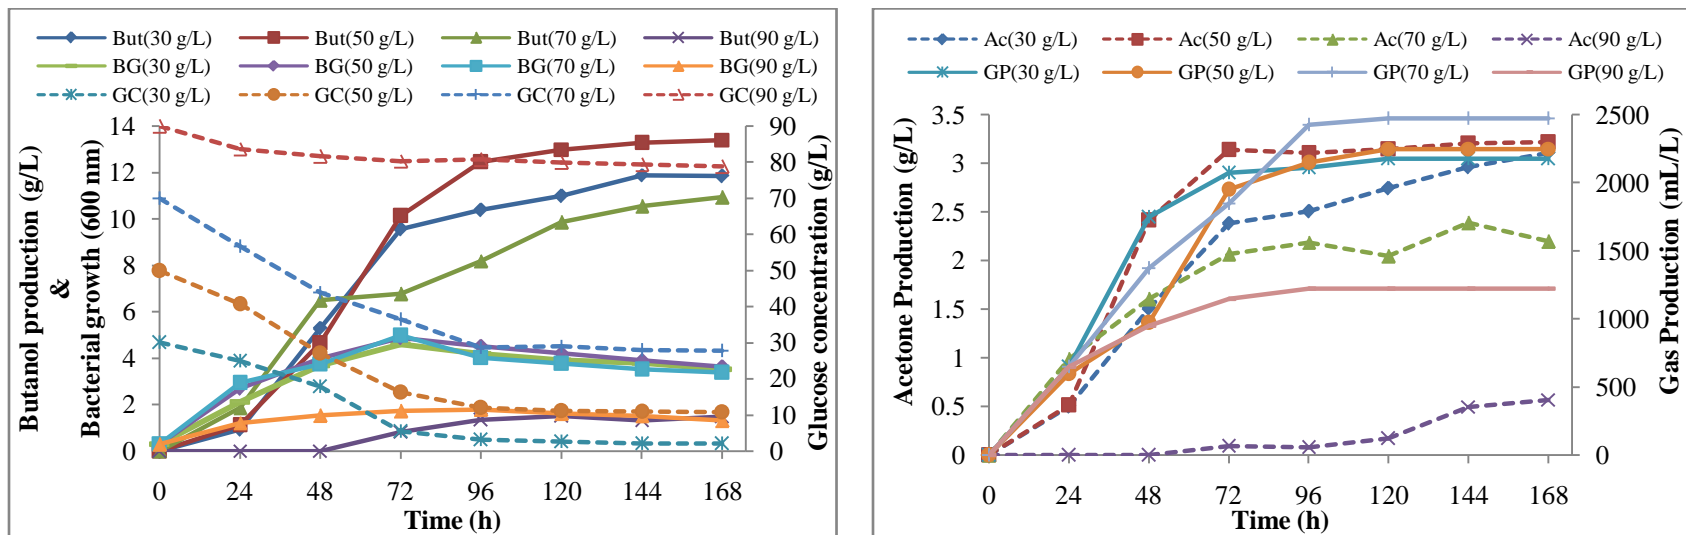 But(30 g/L) But(50 g/L) But(70 g/L) But(90 g/L)
BG(30 g/L) BG(50 g/L) BG(70 g/L) BG(90 g/L)
GC(30 g/L) GC(50 g/L) GC(70 g/L) GC(90 g/L)
Butanol production (g/L)
&
Bacterial growth (600 nm)
14
12
10
8
6
4
2
0
90
80
70
60
50
40
30
20
10
0
Glucose concentration (g/L)
0 24 48 72 96 120 144 168
Time (h)
Ac(30 g/L) Ac(50 g/L) Ac(70 g/L) Ac(90 g/L)
GP(30 g/L) GP(50 g/L) GP(70 g/L) GP(90 g/L)
Acetone Production (g/L)
3.5
3
2.5
2
1.5
1
0.5
0
2500
2000
1500
1000
500
0
Gas Production (mL/L)
0 24 48 72 96 120 144 168
Time (h)